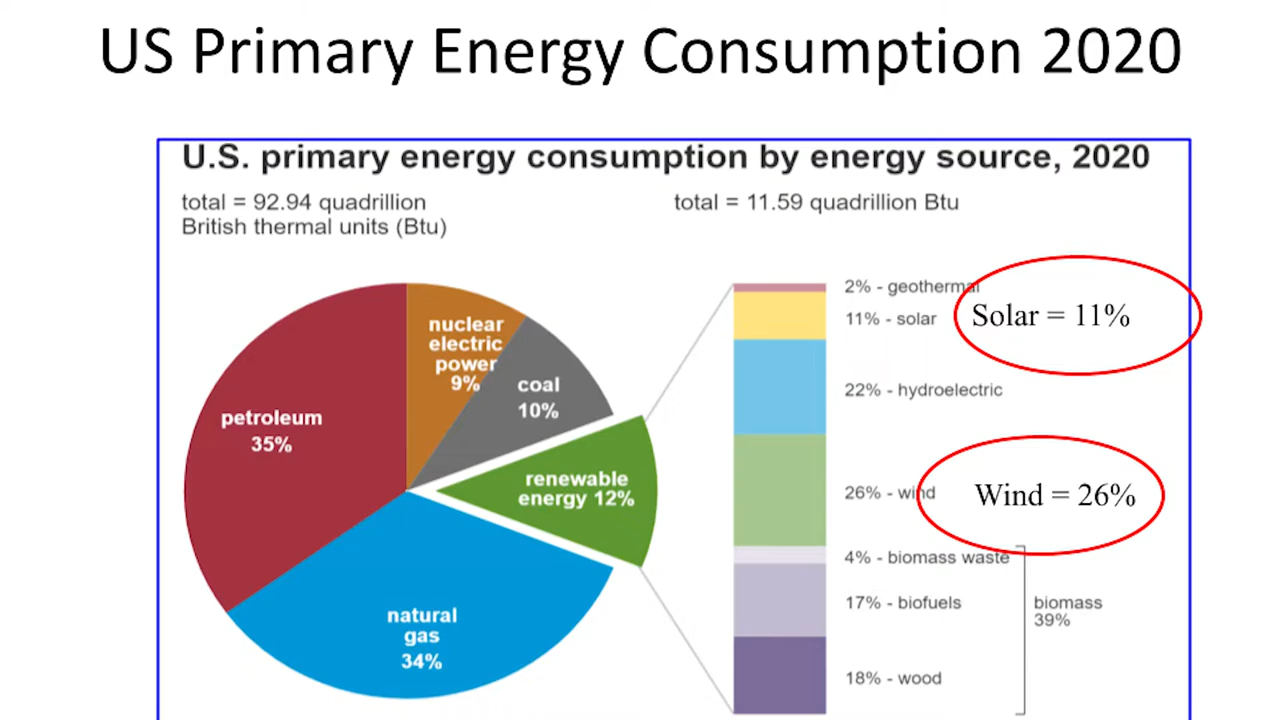 US Primary Energy Consumption 2020
U.S. primary energy consumption by energy source, 2020
total = 92.94 quadrillion
British thermal units (Btu)
total = 11.59 quadrillion Btu
nuclear
electric
power
9%
coal
10%
petroleum
35%
renewable
energy 12%
natural
gas
34%
2% - geothermal
11% - solar
Solar = 11%
22% - hydroelectric
26% - wind
Wind = 26%
4% - biomass waste
17% - biofuels
biomass
39%
18% - wood